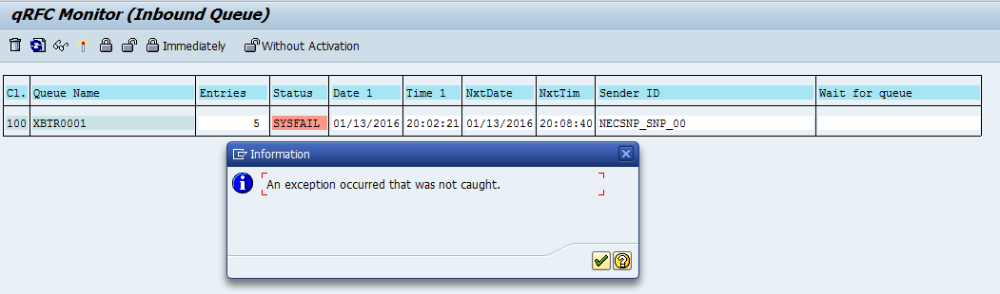 qRFC Monitor (Inbound Queue)
Immediately Without Activation
Cl. Queue Name Entries Status Date 1 Time 1 NxtDate NxtTim Sender ID Wait for queue
100 XBTR0001 5 SYSFAIL 01/13/2016 20:02:21 01/13/2016 20:08:40 NECSNP_SNP_00
Information
An exception occurred that was not caught.